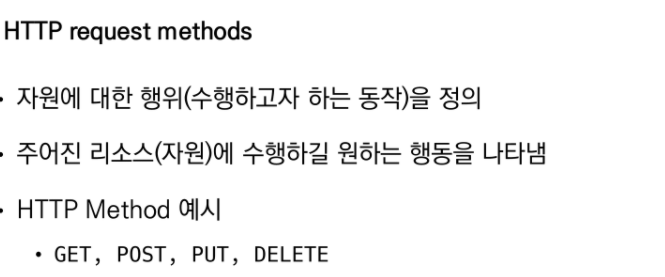 HTTP request methods
• 자원에 대한 행위(수행하고자 하는 동작)을 정의
• 주어진 리소스(자원)에 수행하길 원하는 행동을 나타냄
• HTTP Method 예시
• GET, POST, PUT, DELETE